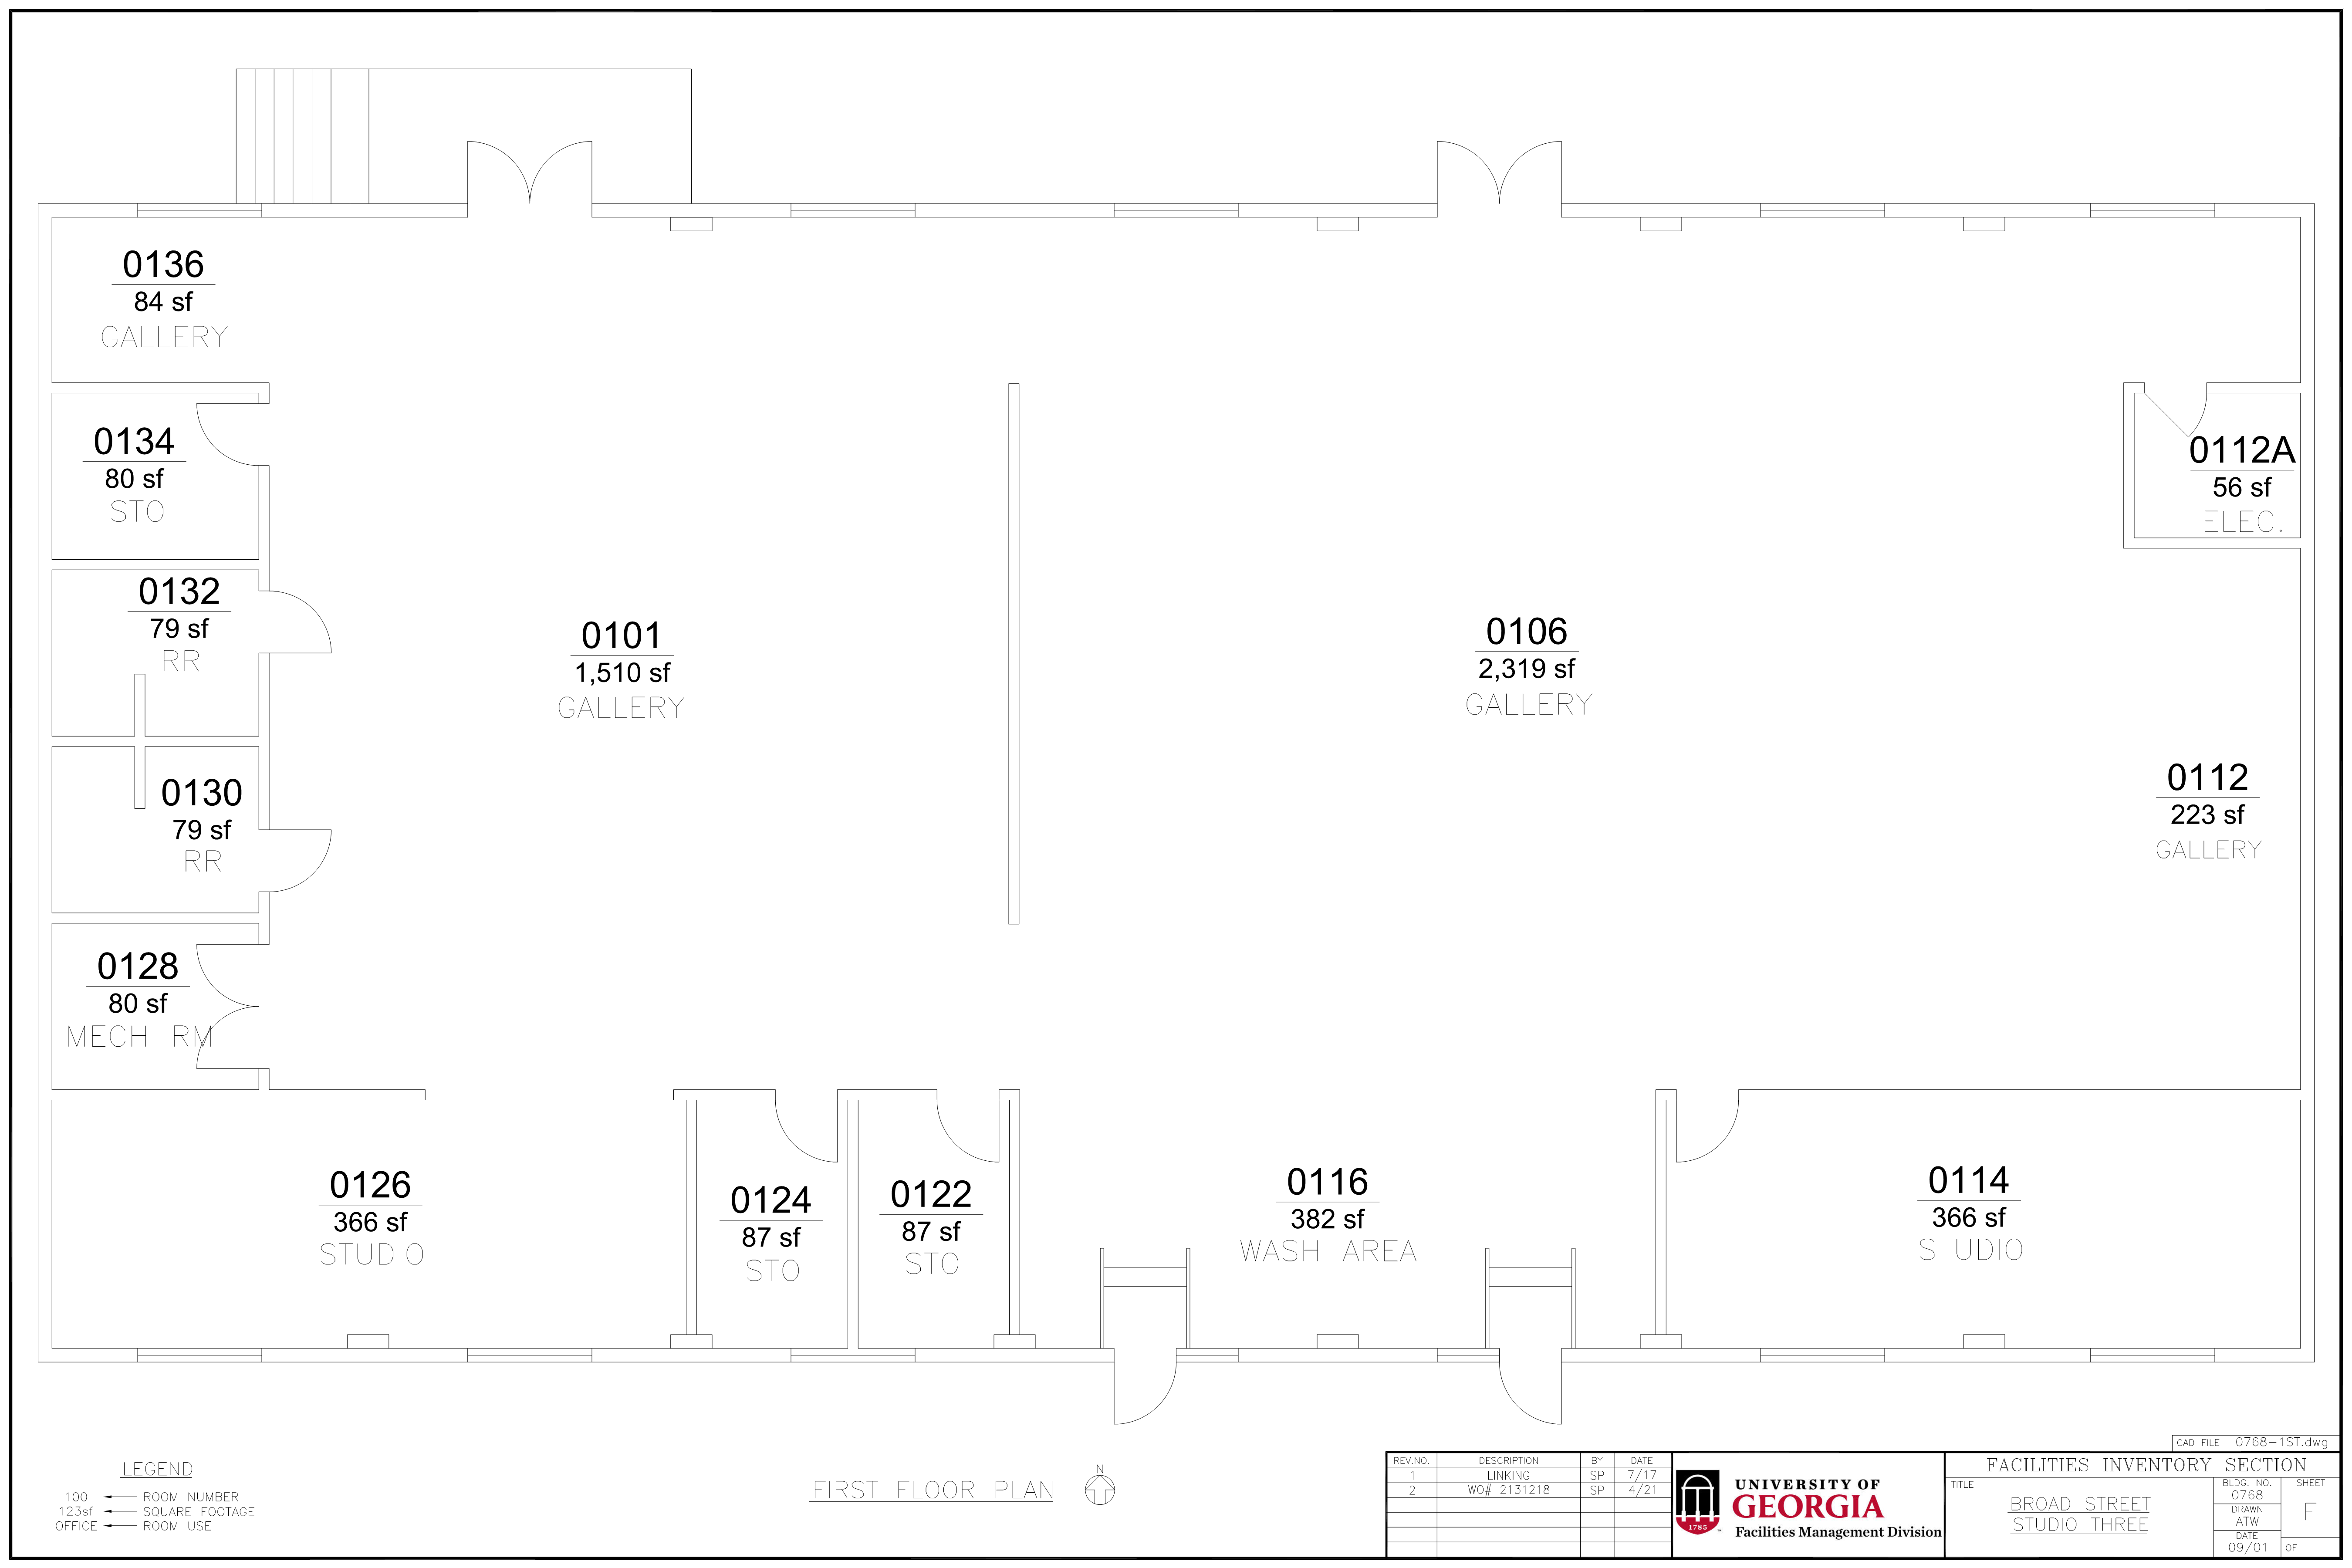 0136
84 sf
GALLERY
0134
80 sf
STO
0112A
56 sf
ELEC.
0132
79 sf
RR
0101
1,510 sf
GALLERY
0106
2,319 sf
GALLERY
0130
79 sf
RR
0112
223 sf
GALLERY
0128
80 sf
MECH RM
0126
366 sf
STUDIO
0124
87 sf
STO
0122
87 sf
STO
0116
382 sf
WASH AREA
0114
366 sf
STUDIO
LEGEND
100 ROOM NUMBER
123sf SQUARE FOOTAGE
OFFICE ROOM USE
FIRST FLOOR PLAN
N
REV.NO. DESCRIPTION BY DATE
1 LINKING SP 7/17
2 WO# 2131218 SP 4/21
1785
UNIVERSITY OF
GEORGIA
Facilities Management Division
CAD FILE 0768-1ST.dwg
FACILITIES INVENTORY SECTION
TITLE
BROAD STREET
STUDIO THREE
BLDG. NO.
0768
DRAWN
ATW
DATE
09/01
SHEET
F
OF